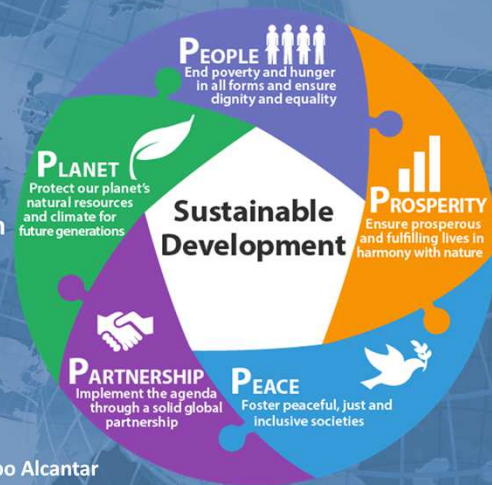 PEOPLE
End poverty and hunger
in all forms and ensure
dignity and equality
PLANET
Protect our planet's
natural resources
and climate for
future generations
PROSPERITY
Ensure prosperous
and fulfilling lives in
harmony with nature
Sustainable
Development
PARTNERSHIP
Implement the agenda
through a solid global
partnership
PEACE
Foster peaceful, just and
inclusive societies
Alcantar